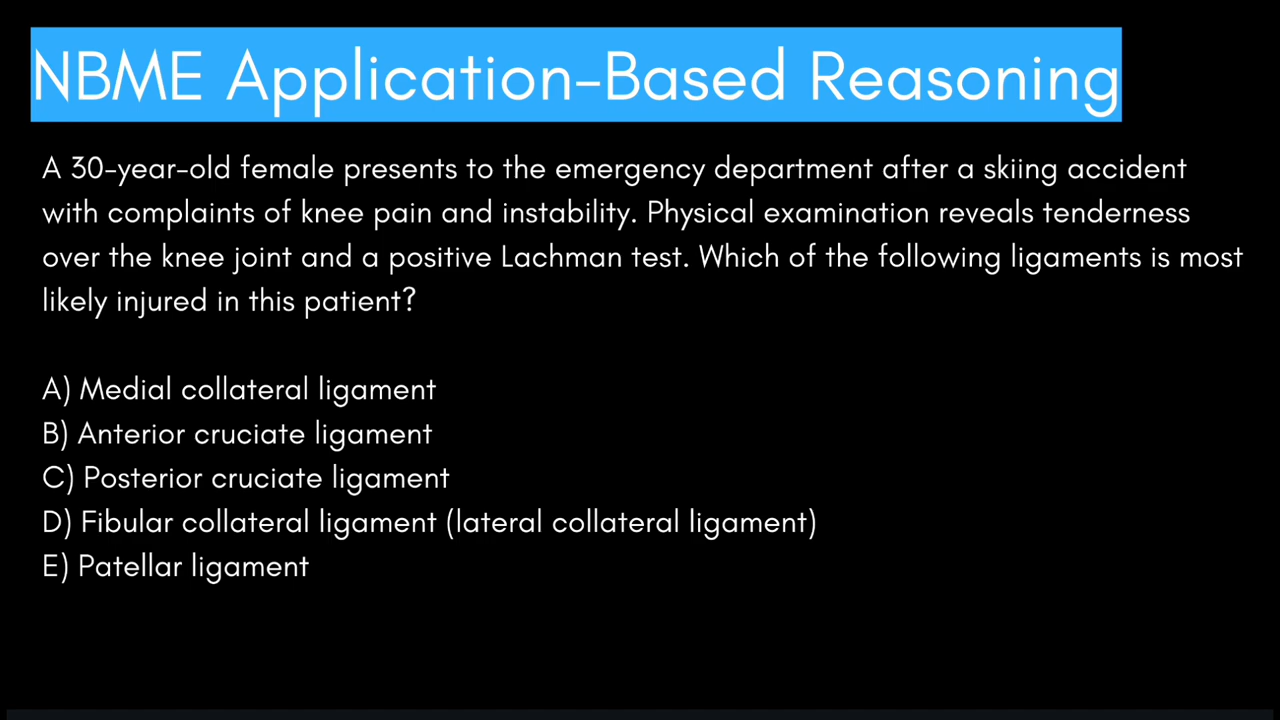 NBME Application-Based Reasoning
A 30-year-old female presents to the emergency department after a skiing accident
with complaints of knee pain and instability. Physical examination reveals tenderness
over the knee joint and a positive Lachman test. Which of the following ligaments is most
likely injured in this patient?
A) Medial collateral ligament
B) Anterior cruciate ligament
C) Posterior cruciate ligament
D) Fibular collateral ligament (lateral collateral ligament)
E) Patellar ligament